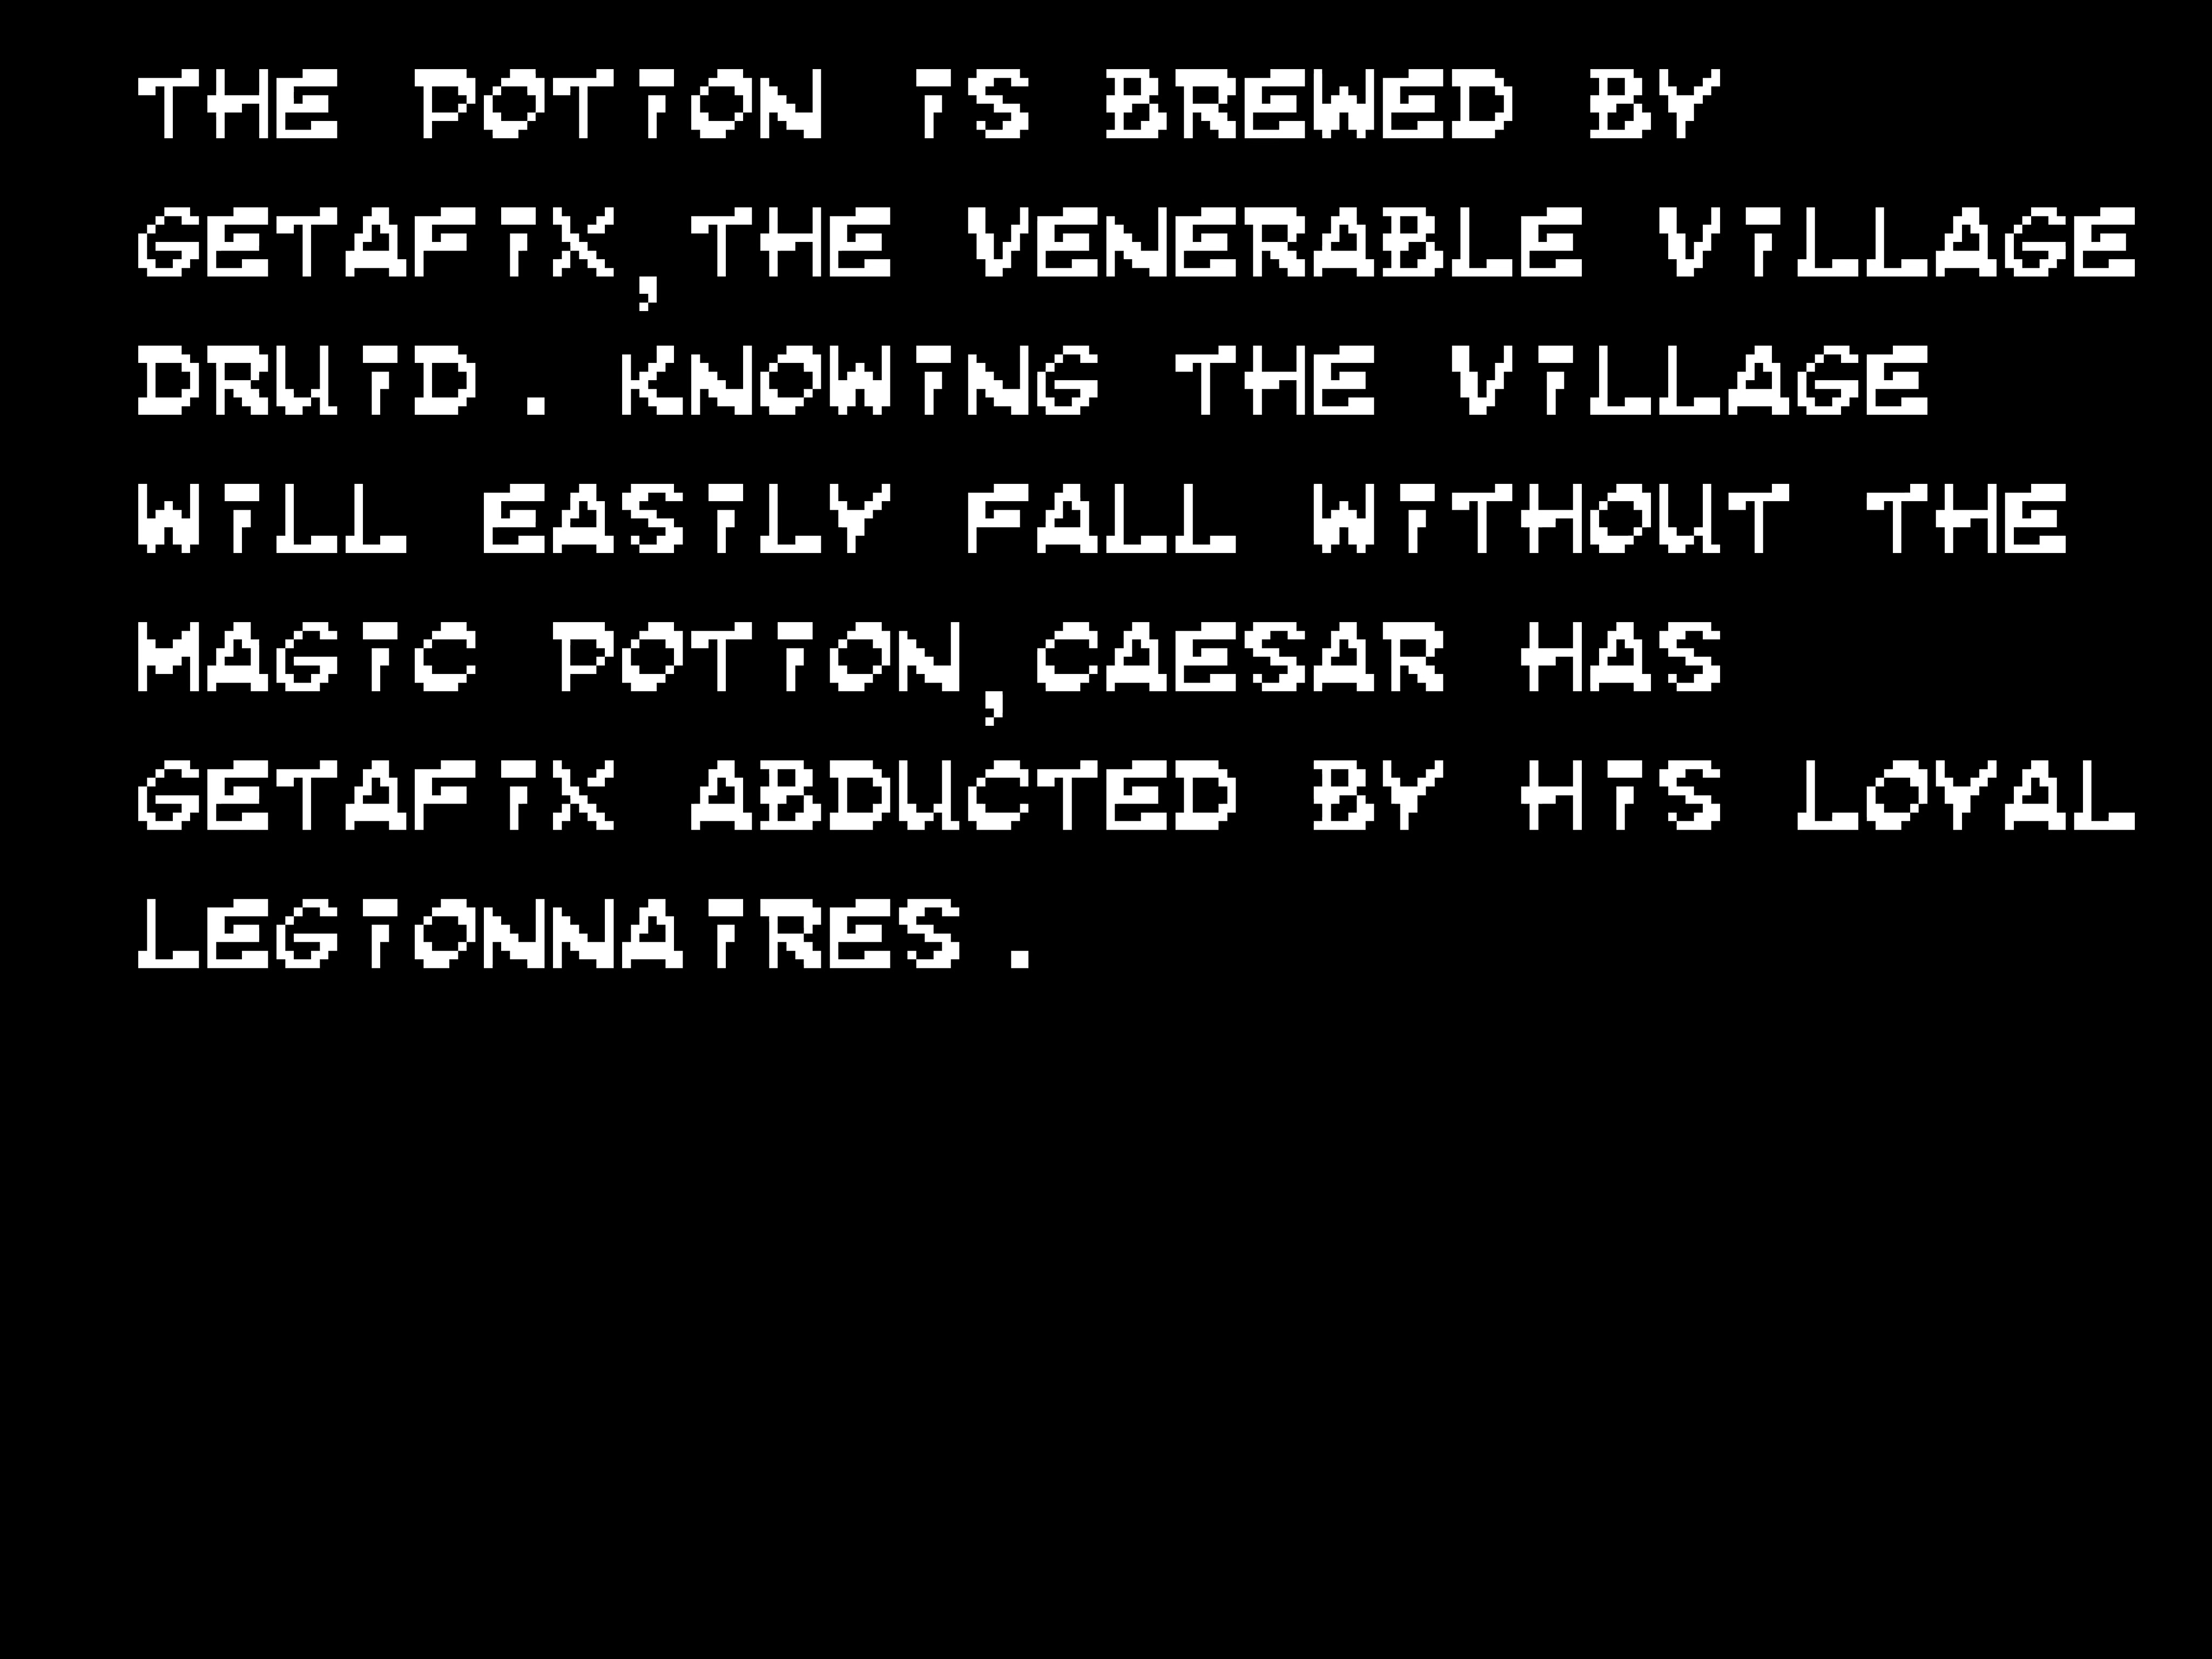 THE POTION IS BREWED BY
GETAFIX,THE VENERABLE VILLAGE
DRUID. KNOWING THE VILLAGE
WILL EASILY FALL WITHOUT THE
MAGIC POTION,CAESAR HAS
GETAFIX ABDUCTED BY HIS LOYAL
LEGIONNAIRES.